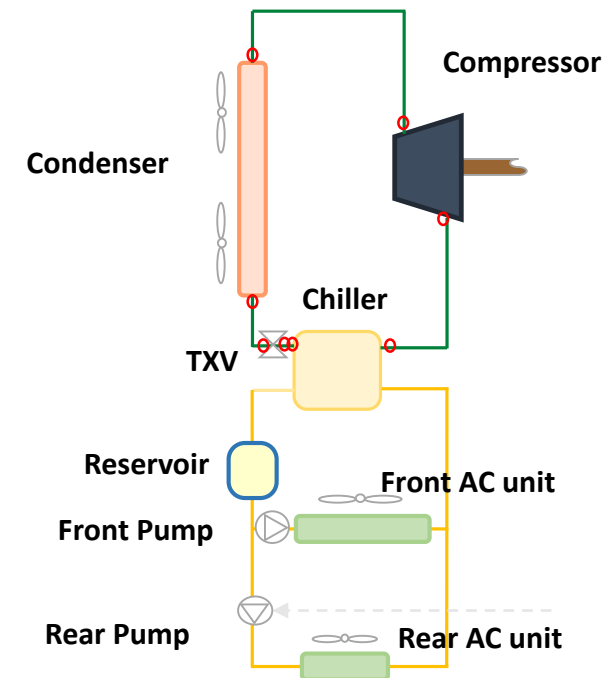 Compressor
Condenser
Chiller
TXV
Reservoir
Front AC unit
Front Pump
Rear Pump
Rear AC unit